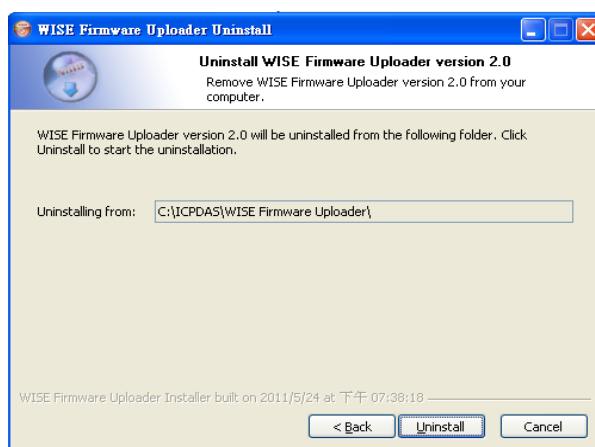 WISE Firmware Uploader Uninstall
Uninstall WISE Firmware Uploader version 2.0
Remove WISE Firmware Uploader version 2.0 from your
computer.
WISE Firmware Uploader version 2.0 will be uninstalled from the following folder. Click
Uninstall to start the uninstallation.
Uninstalling from: C:\ICPDAS\WISE Firmware Uploader\
WISE Firmware Uploader Installer built on 2011/5/24 at 下午 07:38:18
< Back Uninstall Cancel